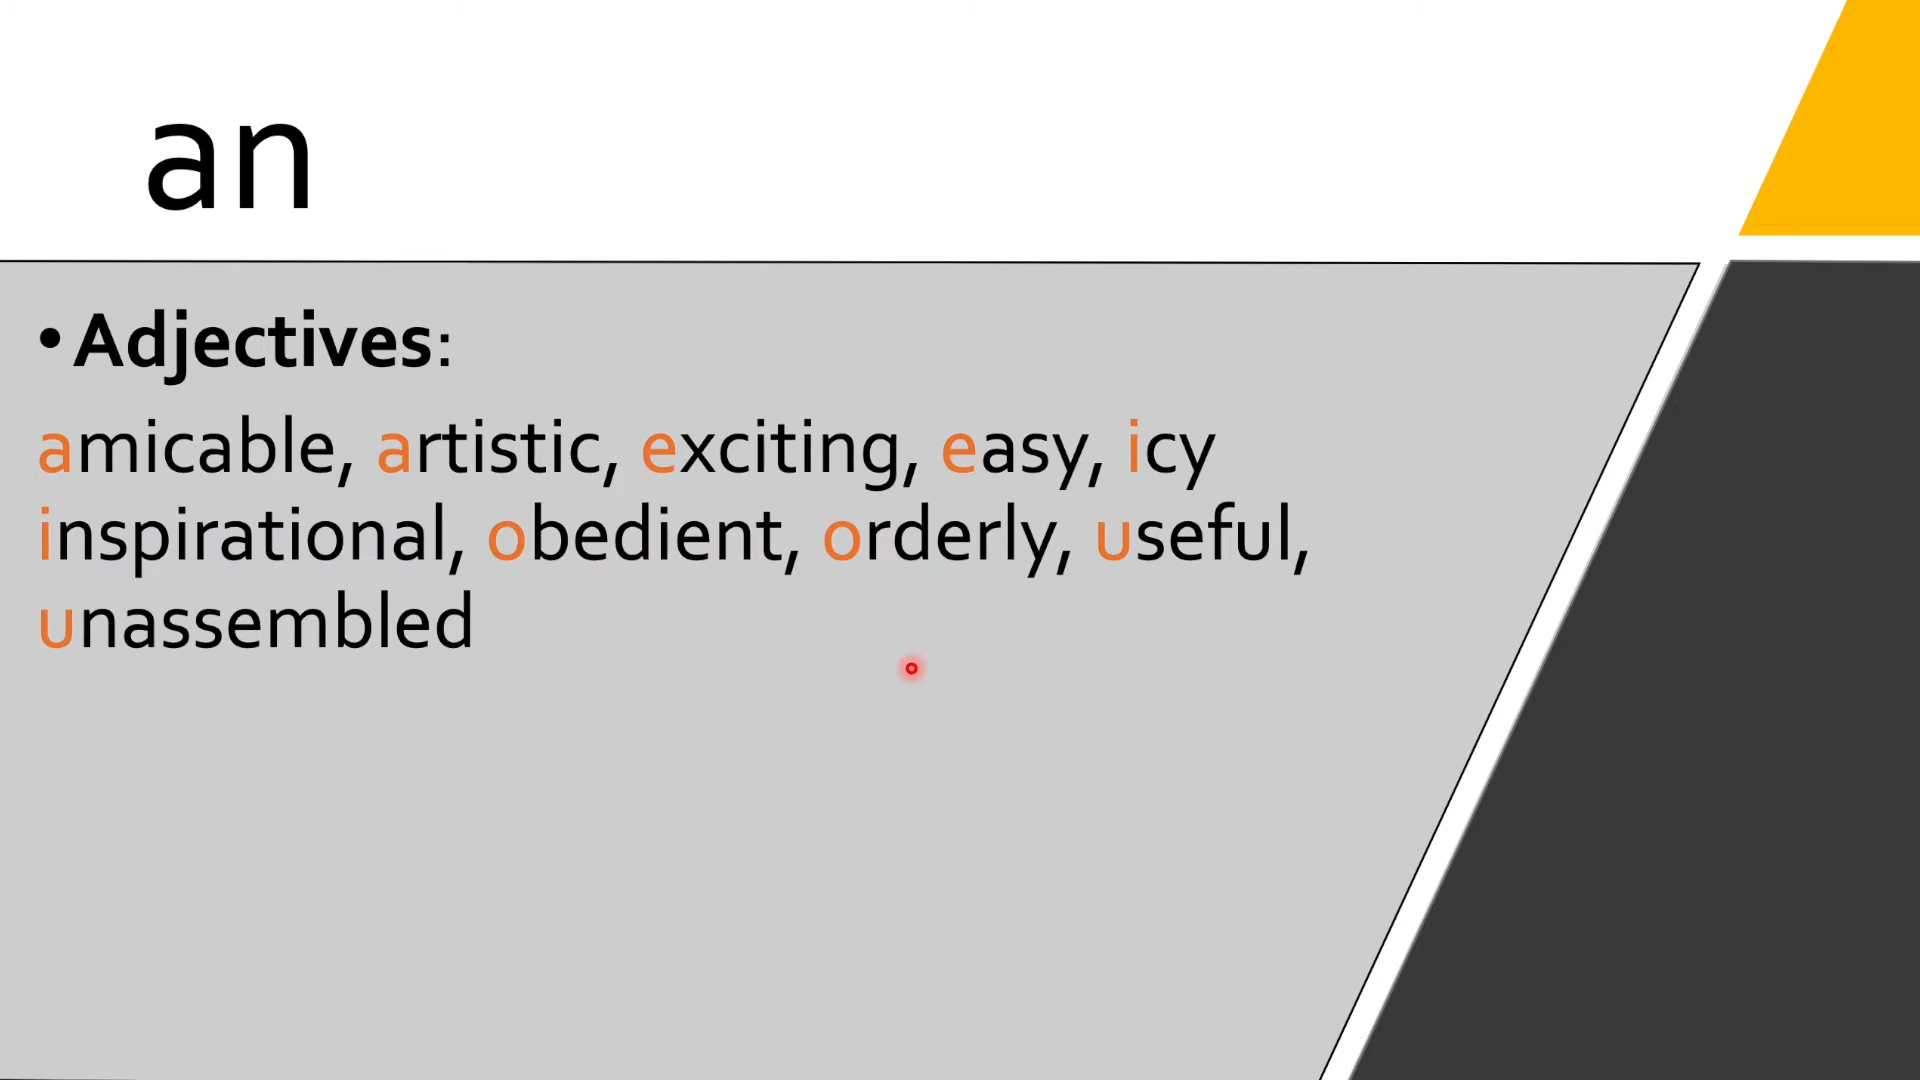 an
• Adjectives:
amicable, artistic, exciting, easy, icy
inspirational, obedient, orderly, useful,
unassembled